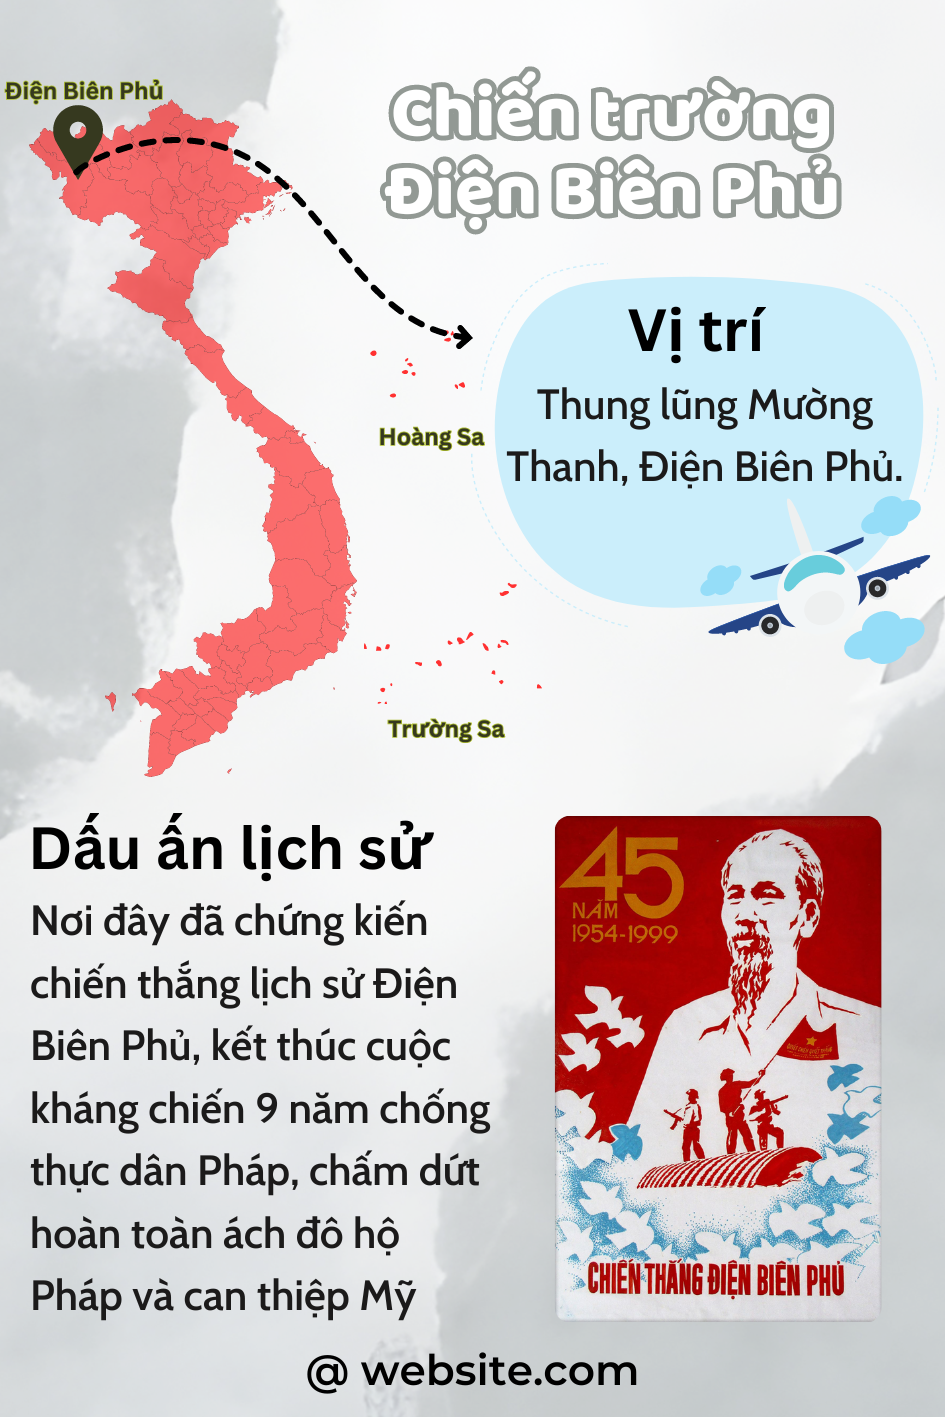 Điện Biên Phủ
Chiến trường
Điện Biên Phủ
Vị trí
Thung lũng Mường
Thanh, Điện Biên Phủ.
Hoàng Sa
Trường Sa
Dấu ấn lịch sử
Nơi đây đã chứng kiến
chiến thắng lịch sử Điện
Biên Phủ, kết thúc cuộc
kháng chiến 9 năm chống
thực dân Pháp, chấm dứt
hoàn toàn ách đô hộ
Pháp và can thiệp Mỹ
45
NĂM
1954-1999
CHIẾN THẮNG ĐIỆN BIÊN PHỦ
@ website.com